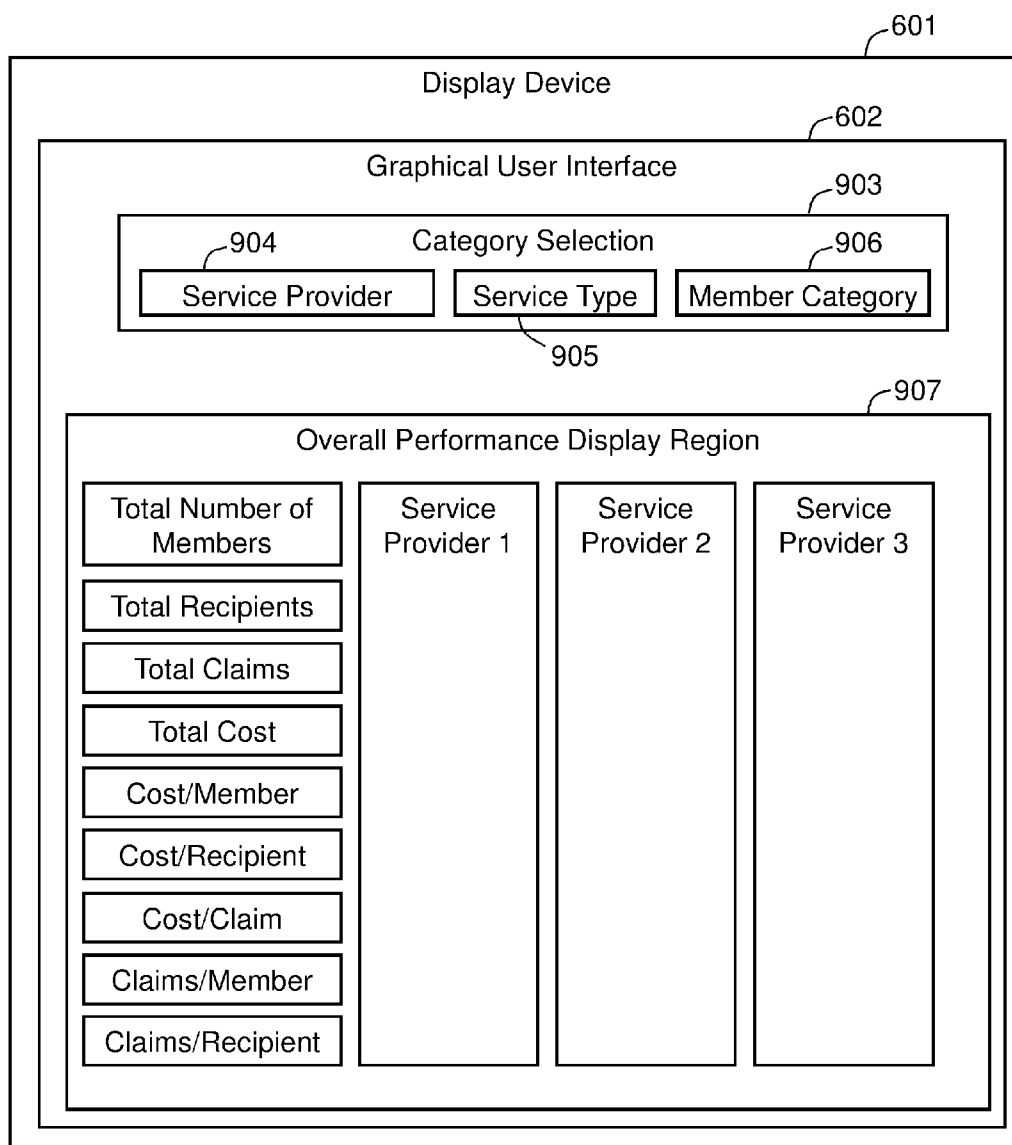 601
Display Device
602
Graphical User Interface
903
Category Selection
904
906
Service Provider
Service Type
Member Category
905
907
Overall Performance Display Region
Total Number of
Members
Total Recipients
Total Claims
Total Cost
Cost/Member
Cost/Recipient
Cost/Claim
Claims/Member
Claims/Recipient
Service
Provider 1
Service
Provider 2
Service
Provider 3